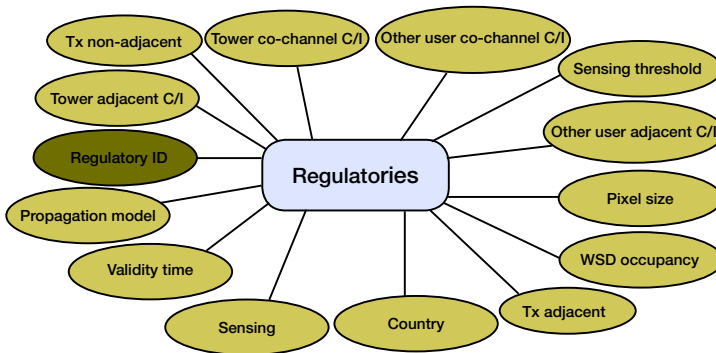 Tx non-adjacent
Tower co-channel C/I
Other user co-channel C/I
Sensing threshold
Tower adjacent C/I
Other user adjacent C/I
Regulatory ID
Regulatories
Pixel size
Propagation model
Validity time
WSD occupancy
Tx adjacent
Sensing
Country